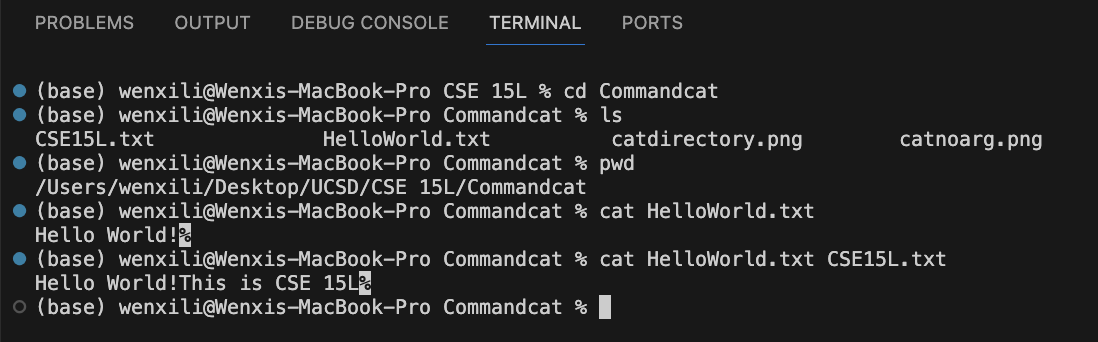 PROBLEMS OUTPUT DEBUG CONSOLE TERMINAL PORTS
(base) wenxili@Wenxis-MacBook-Pro CSE 15L % cd Commandcat
(base) wenxili@Wenxis-MacBook-Pro Commandcat % ls
CSE15L.txt HelloWorld.txt catdirectory.png catnoarg.png
(base) wenxili@Wenxis-MacBook-Pro Commandcat % pwd
/Users/wenxili/Desktop/UCSD/CSE 15L/Commandcat
(base) wenxili@Wenxis-MacBook-Pro Commandcat % cat HelloWorld.txt
Hello World!%
(base) wenxili@Wenxis-MacBook-Pro Commandcat % cat HelloWorld.txt CSE15L.txt
Hello World!This is CSE 15L%
(base) wenxili@Wenxis-MacBook-Pro Commandcat %